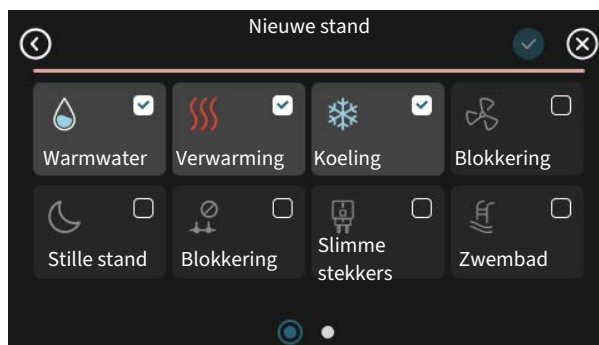 Nieuwe stand
Warmwater
Verwarming
Koeling
Blokkering
Stille stand
Blokkering
Slimme
stekkers
Zwembad